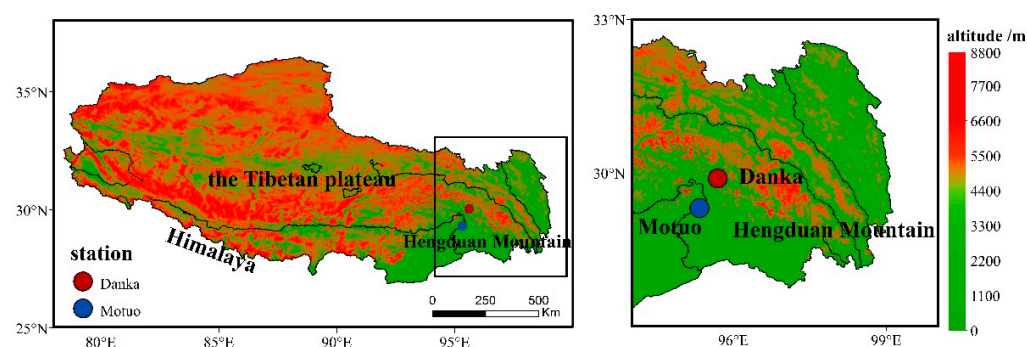 35°N
30°N
25°N
80°E
85°E
90°E
95°E
the Tibetan plateau
Himalaya
Hengduan Mountain
station
Danka
Motuo
0 250 500
Km
33°N
30°N
96°E
99°E
Danka
Motuo
Hengduan Mountain
altitude /m
8800
7700
6600
5500
4400
3300
2200
1100
0